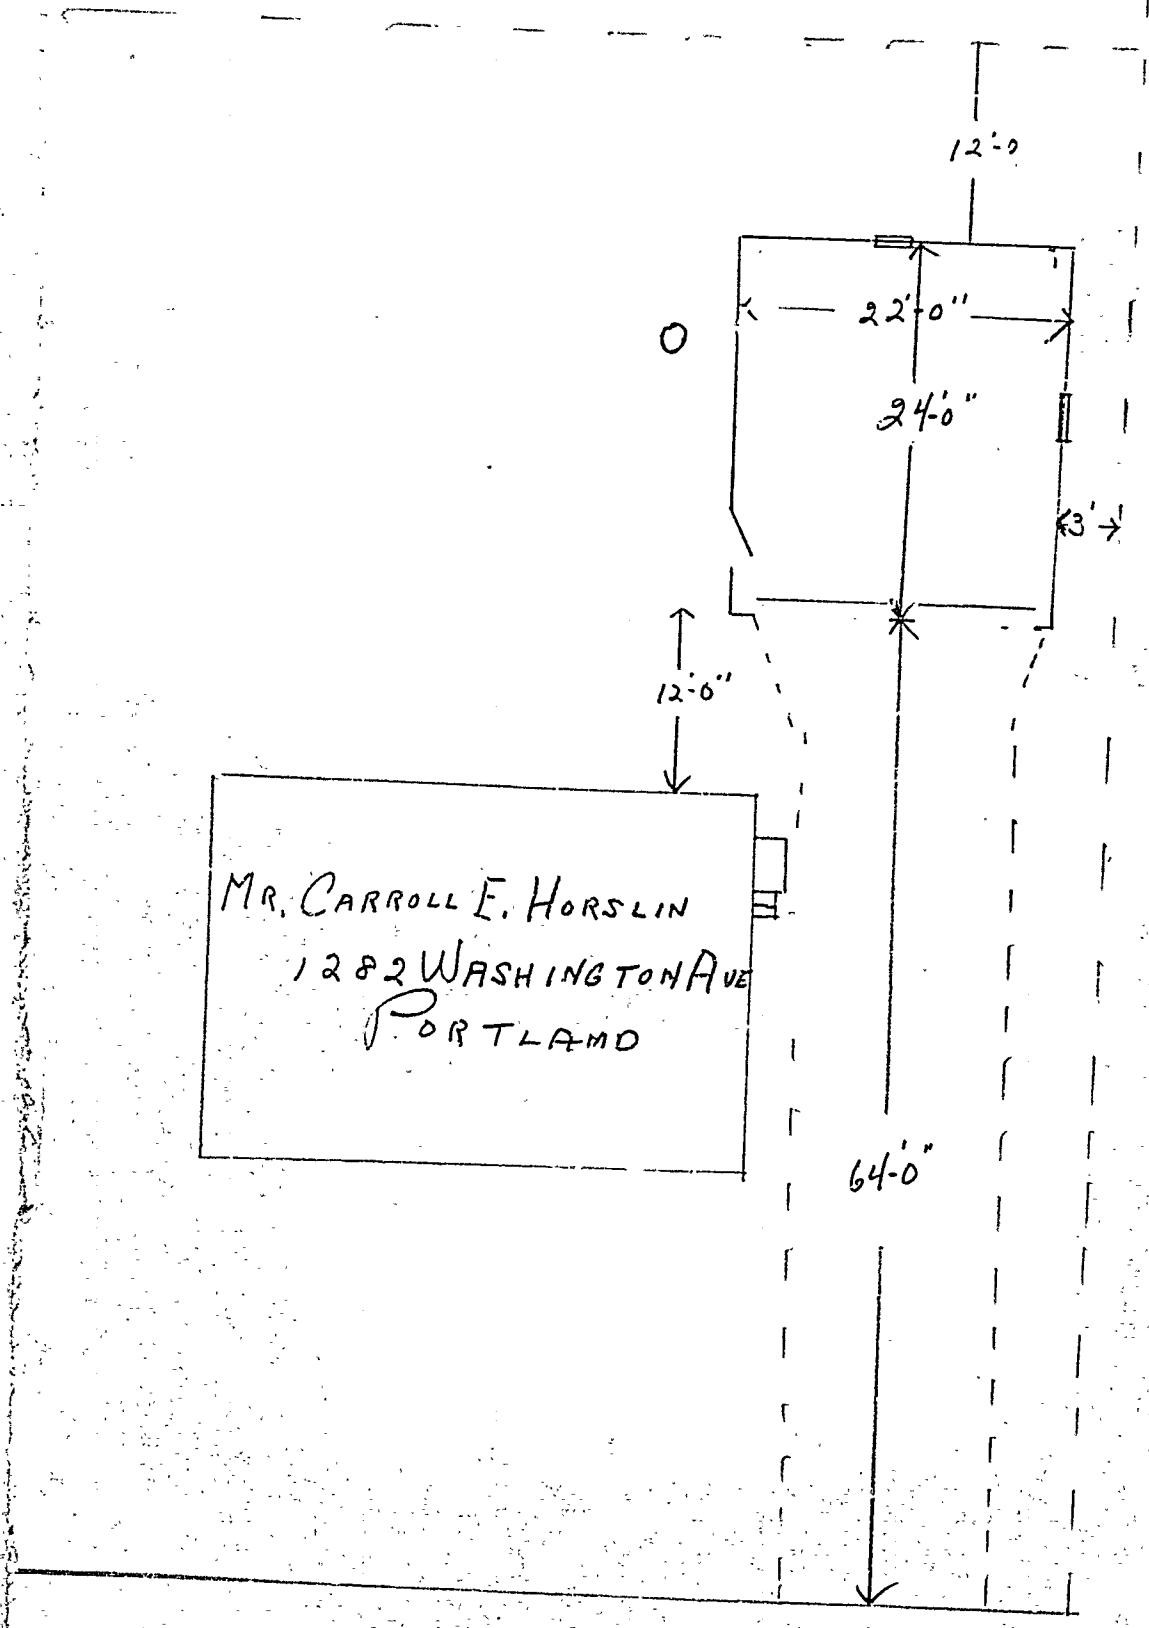 12'-0
22'-0"
24'-0"
3'
12'-0"
MR. CARROLL E. HORSLIN
1282 WASHINGTON AVE
PORTLAMD
64'-0"